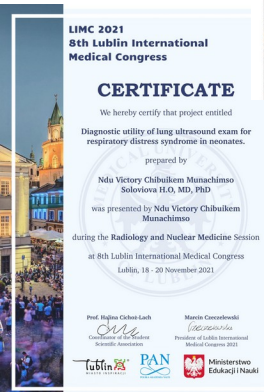 LIMC 2021
8th Lublin International
Medical Congress
CERTIFICATE
We hereby certify that project entitled
Diagnostic utility of lung ultrasound exam for
respiratory distress syndrome in neonates.
prepared by
Ndu Victory Chibuikem Munachimso
Soloviova H.O, MD, PhD
was presented by Ndu Victory Chibuikem
Munachimso
during the Radiology and Nuclear Medicine Session
at 8th Lublin International Medical Congress
Lublin, 18 - 20 November 2021
Prof. Halina Cichoż-Lach
Coordinator of the Student
Scientific Association
Marcin Czeczelewski
President of Lublin International
Medical Congress 2021
Lublin
MIASTO INSPIRACJI
PAN
Ministerstwo
Edukacji i Nauki